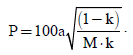 P = 100a√((1−k)/(M·k)) .